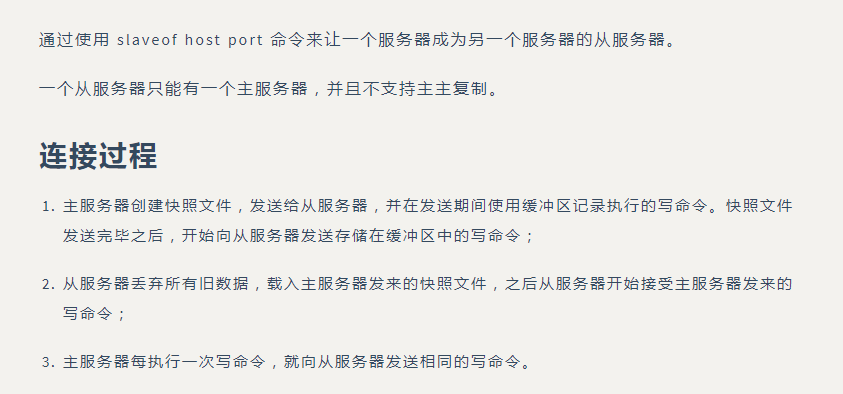 通过使用 slaveof host port 命令来让一个服务器成为另一个服务器的从服务器。
一个从服务器只能有一个主服务器，并且不支持主主复制。
连接过程
1. 主服务器创建快照文件，发送给从服务器，并在发送期间使用缓冲区记录执行的写命令。快照文件
发送完毕之后，开始向从服务器发送存储在缓冲区中的写命令；
2. 从服务器丢弃所有旧数据，载入主服务器发来的快照文件，之后从服务器开始接受主服务器发来的
写命令；
3. 主服务器每执行一次写命令，就向从服务器发送相同的写命令。